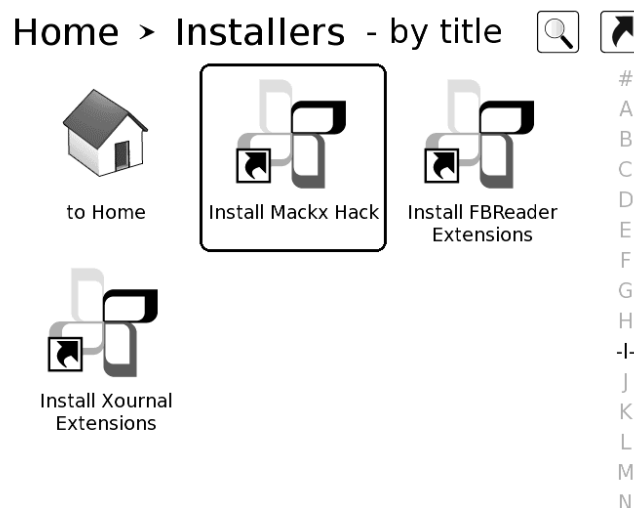 Home ➤ Installers - by title
to Home
Install Mackx Hack
Install FBReader
Extensions
Install Xournal
Extensions
#
A
B
C
D
E
F
G
H
-I-
J
K
L
M
N